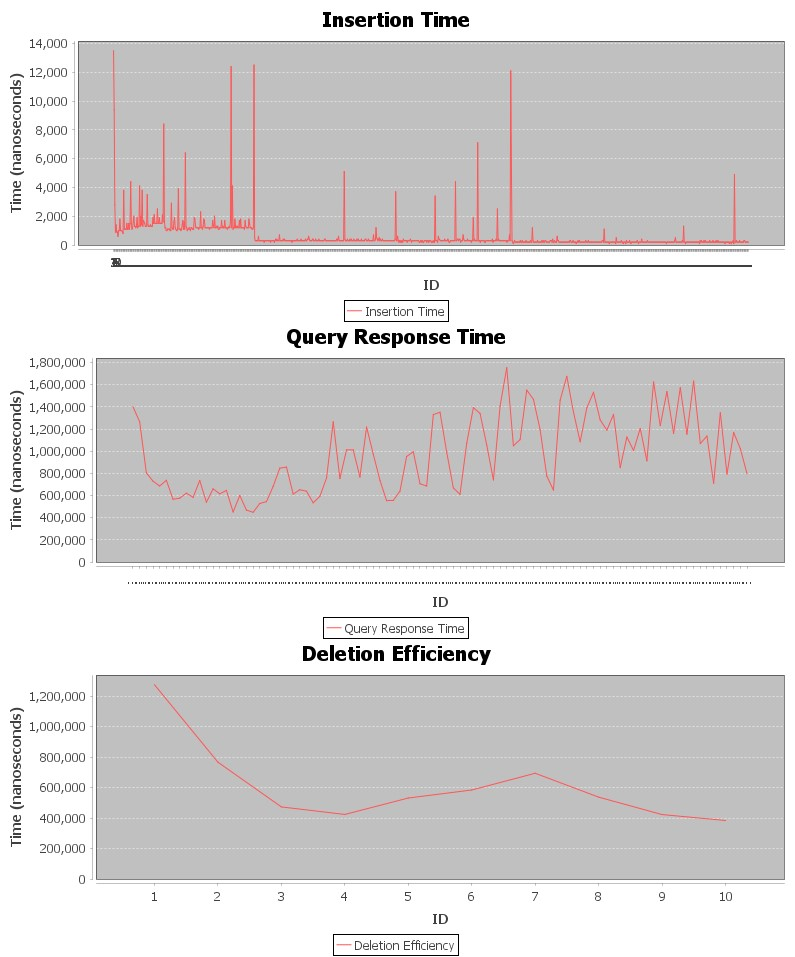 Insertion Time
14,000
12,000
10,000
8,000
6,000
4,000
2,000
0
Time (nanoseconds)
ID
Insertion Time
Query Response Time
1,800,000
1,600,000
1,400,000
1,200,000
1,000,000
800,000
600,000
400,000
200,000
0
Time (nanoseconds)
ID
Query Response Time
Deletion Efficiency
1,200,000
1,000,000
800,000
600,000
400,000
200,000
0
Time (nanoseconds)
1 2 3 4 5 6 7 8 9 10
ID
Deletion Efficiency